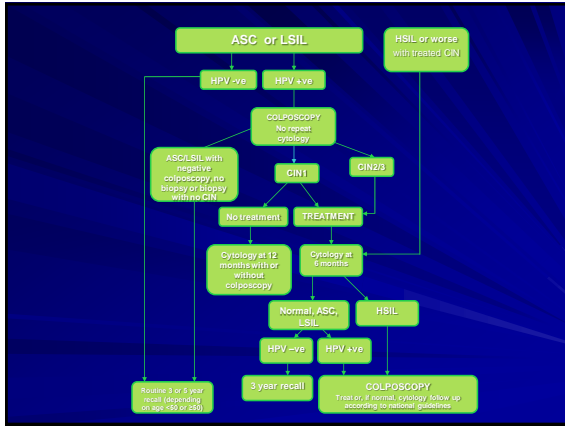 ASC or LSIL
HSIL or worse
with treated CIN
HPV -ve
HPV +ve
COLPOSCOPY
No repeat
cytology
ASC/LSIL with
negative
colposcopy, no
biopsy or biopsy
with no CIN
CIN1
CIN2/3
No treatment
TREATMENT
Cytology at 12
months with or
without
colposcopy
Cytology at
6 months
Normal, ASC,
LSIL
HSIL
HPV –ve
HPV +ve
Routine 3 or 5 year
recall (depending
on age <50 or ≥50)
3 year recall
COLPOSCOPY
Treat or, if normal, cytology follow up
according to national guidelines